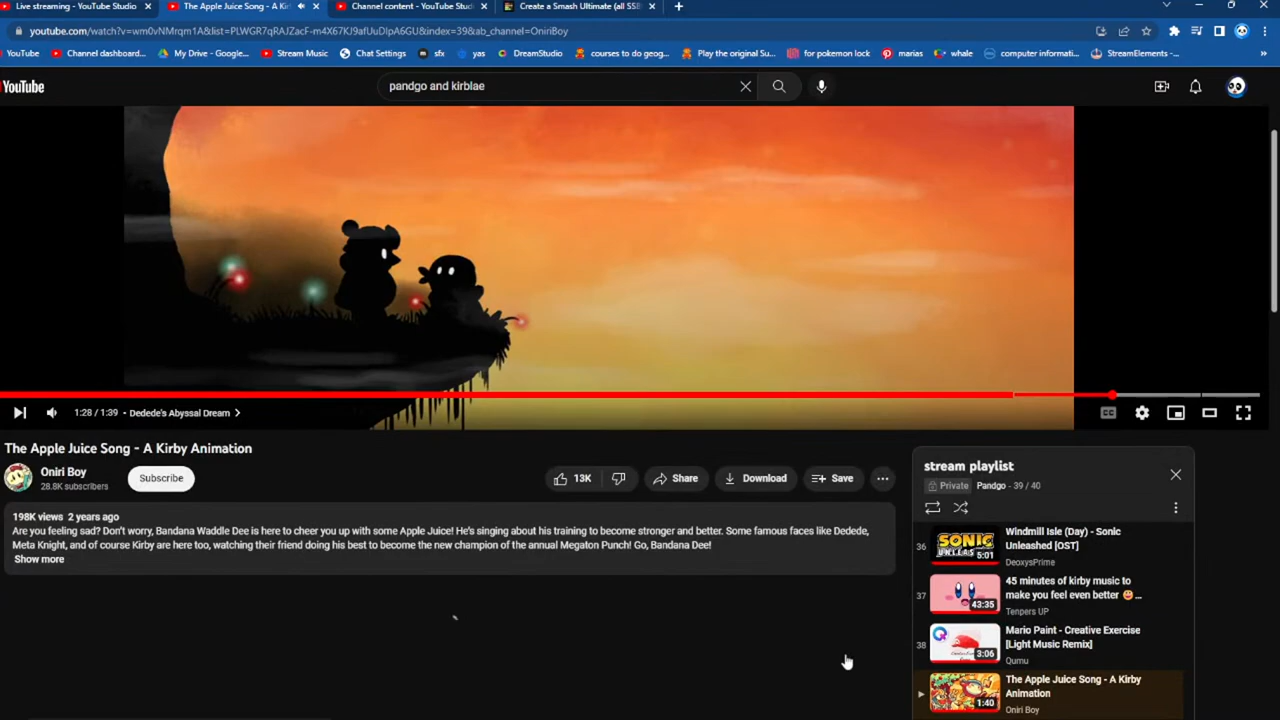 Live streaming - YouTube Studio
The Apple Juice Song - A Ki
Channel content - YouTube Stud
Create a Smash Ultimate (all SSB
youtube.com/watch?v=wm0vNMrqm1A&list=PLWGR7qRAJZacF-m4X67KJ9afUuDlpA6GU&index=39&ab_channel=OniriBoy
YouTube
Channel dashboard...
My Drive - Google...
Stream Music
Chat Settings
sfx
yas
DreamStudio
courses to do geog...
Play the original Su...
for pokemon lock
marias
whale
computer informati...
StreamElements -...
YouTube
pandgo and kirblae
1:28 / 1:39 • Dedede's Abyssal Dream
The Apple Juice Song - A Kirby Animation
Oniri Boy
28.8K subscribers
Subscribe
13K
Share
Download
Save
198K views 2 years ago
Are you feeling sad? Don't worry, Bandana Waddle Dee is here to cheer you up with some Apple Juice! He's singing about his training to become stronger and better. Some famous faces like Dedede,
Meta Knight, and of course Kirby are here too, watching their friend doing his best to become the new champion of the annual Megaton Punch! Go, Bandana Dee!
Show more
stream playlist
Private Pandgo - 39 / 40
36
SONIC
UNLEASHED
5:01
Windmill Isle (Day) - Sonic
Unleashed [OST]
DeoxysPrime
37
43:35
45 minutes of kirby music to
make you feel even better 😋 ...
Tenpers UP
38
3:06
Mario Paint - Creative Exercise
[Light Music Remix]
Qumu
1:40
The Apple Juice Song - A Kirby
Animation
Oniri Boy